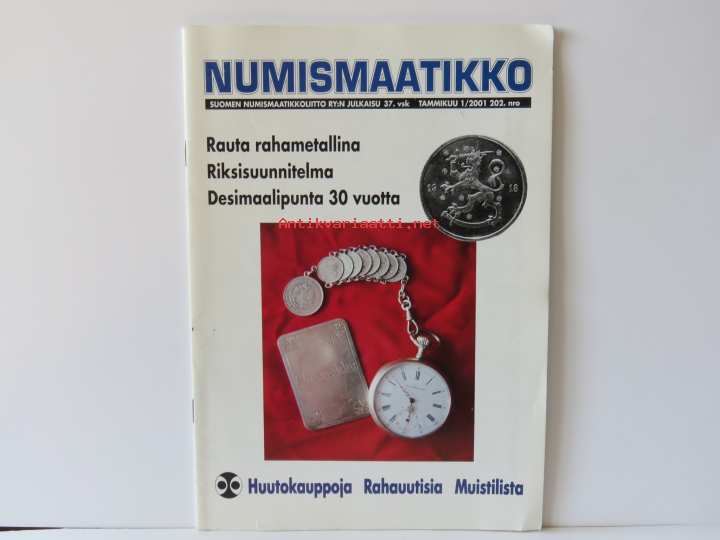 NUMISMAATIKKO
SUOMEN NUMISMAATIKKOLIITTO RY:N JULKAISU 37. vsk TAMMIKUU 1/2001 202. nro
Rauta rahametallina
Riksisuunnitelma
Desimaalipunta 30 vuotta
1918
Antikvariaatti.net
Huutokauppoja Rahauutisia Muistilista